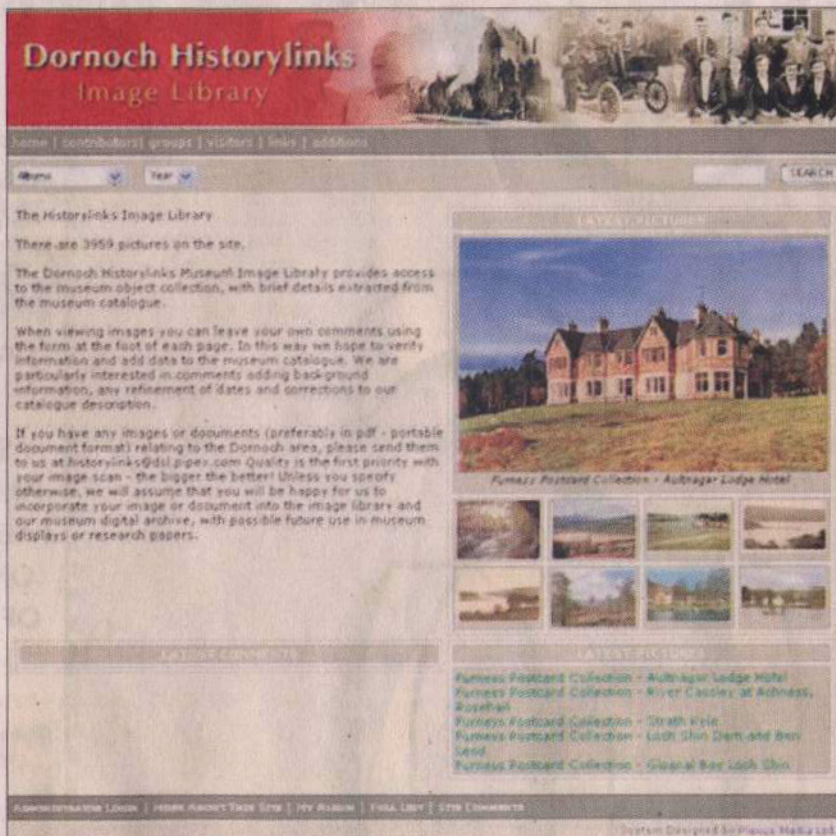 Dornoch Historylinks
Image Library
home | contributors | groups | visitors | links | additions
Albums
Year
SEARCH
The Historylinks Image Library
There are 3959 pictures on the site.
The Dornoch Historylinks Museum Image Library provides access
to the museum object collection, with brief details extracted from
the museum catalogue.
When viewing images you can leave your own comments using
the form at the foot of each page. In this way we hope to verify
information and add data to the museum catalogue. We are
particularly interested in comments adding background
information, any refinement of dates and corrections to our
catalogue description.
If you have any images or documents (preferably in pdf - portable
document format) relating to the Dornoch area, please send them
to us at historylinks@dsl.pipex.com Quality is the first priority with
your image scan - the bigger the better! Unless you specify
otherwise, we will assume that you will be happy for us to
incorporate your image or document into the image library and
our museum digital archive, with possible future use in museum
displays or research papers.
LATEST COMMENTS
LATEST PICTURES
Furness Postcard Collection - Aultnagar Lodge Hotel
LATEST PICTURES
Furness Postcard Collection - Aultnagar Lodge Hotel
Furness Postcard Collection - River Cassley at Achness,
Rosehall
Furness Postcard Collection - Strath Kyle
Furness Postcard Collection - Loch Shin Dam and Ben
Furness Postcard Collection - Bay Loch Shin
ADMINISTRATOR LOGIN | MORE ABOUT THIS SITE | MY ALBUM | FULL LIST | SITE COMMENTS
System Designed by Plexus Media Ltd